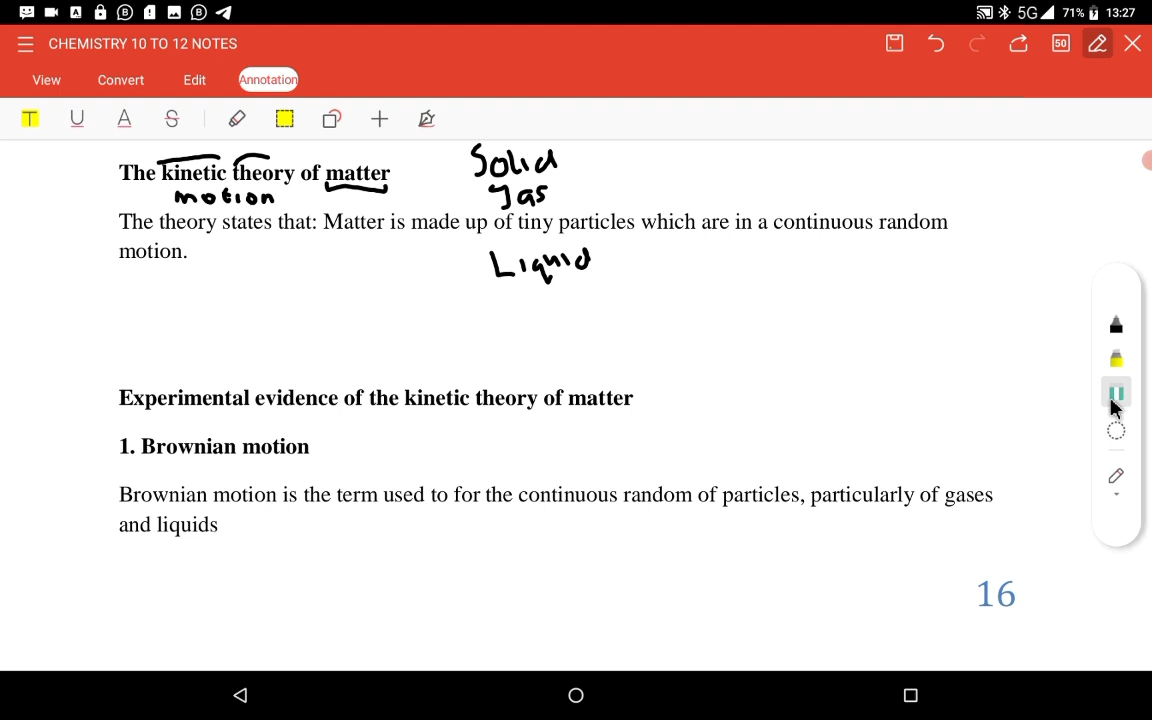 5G 71% 13:27
CHEMISTRY 10 TO 12 NOTES
50
View Convert Edit Annotation
T U A S
The kinetic theory of matter
Solid
motion
gas
The theory states that: Matter is made up of tiny particles which are in a continuous random
motion.
Liquid
Experimental evidence of the kinetic theory of matter
1. Brownian motion
Brownian motion is the term used to for the continuous random of particles, particularly of gases
and liquids
16